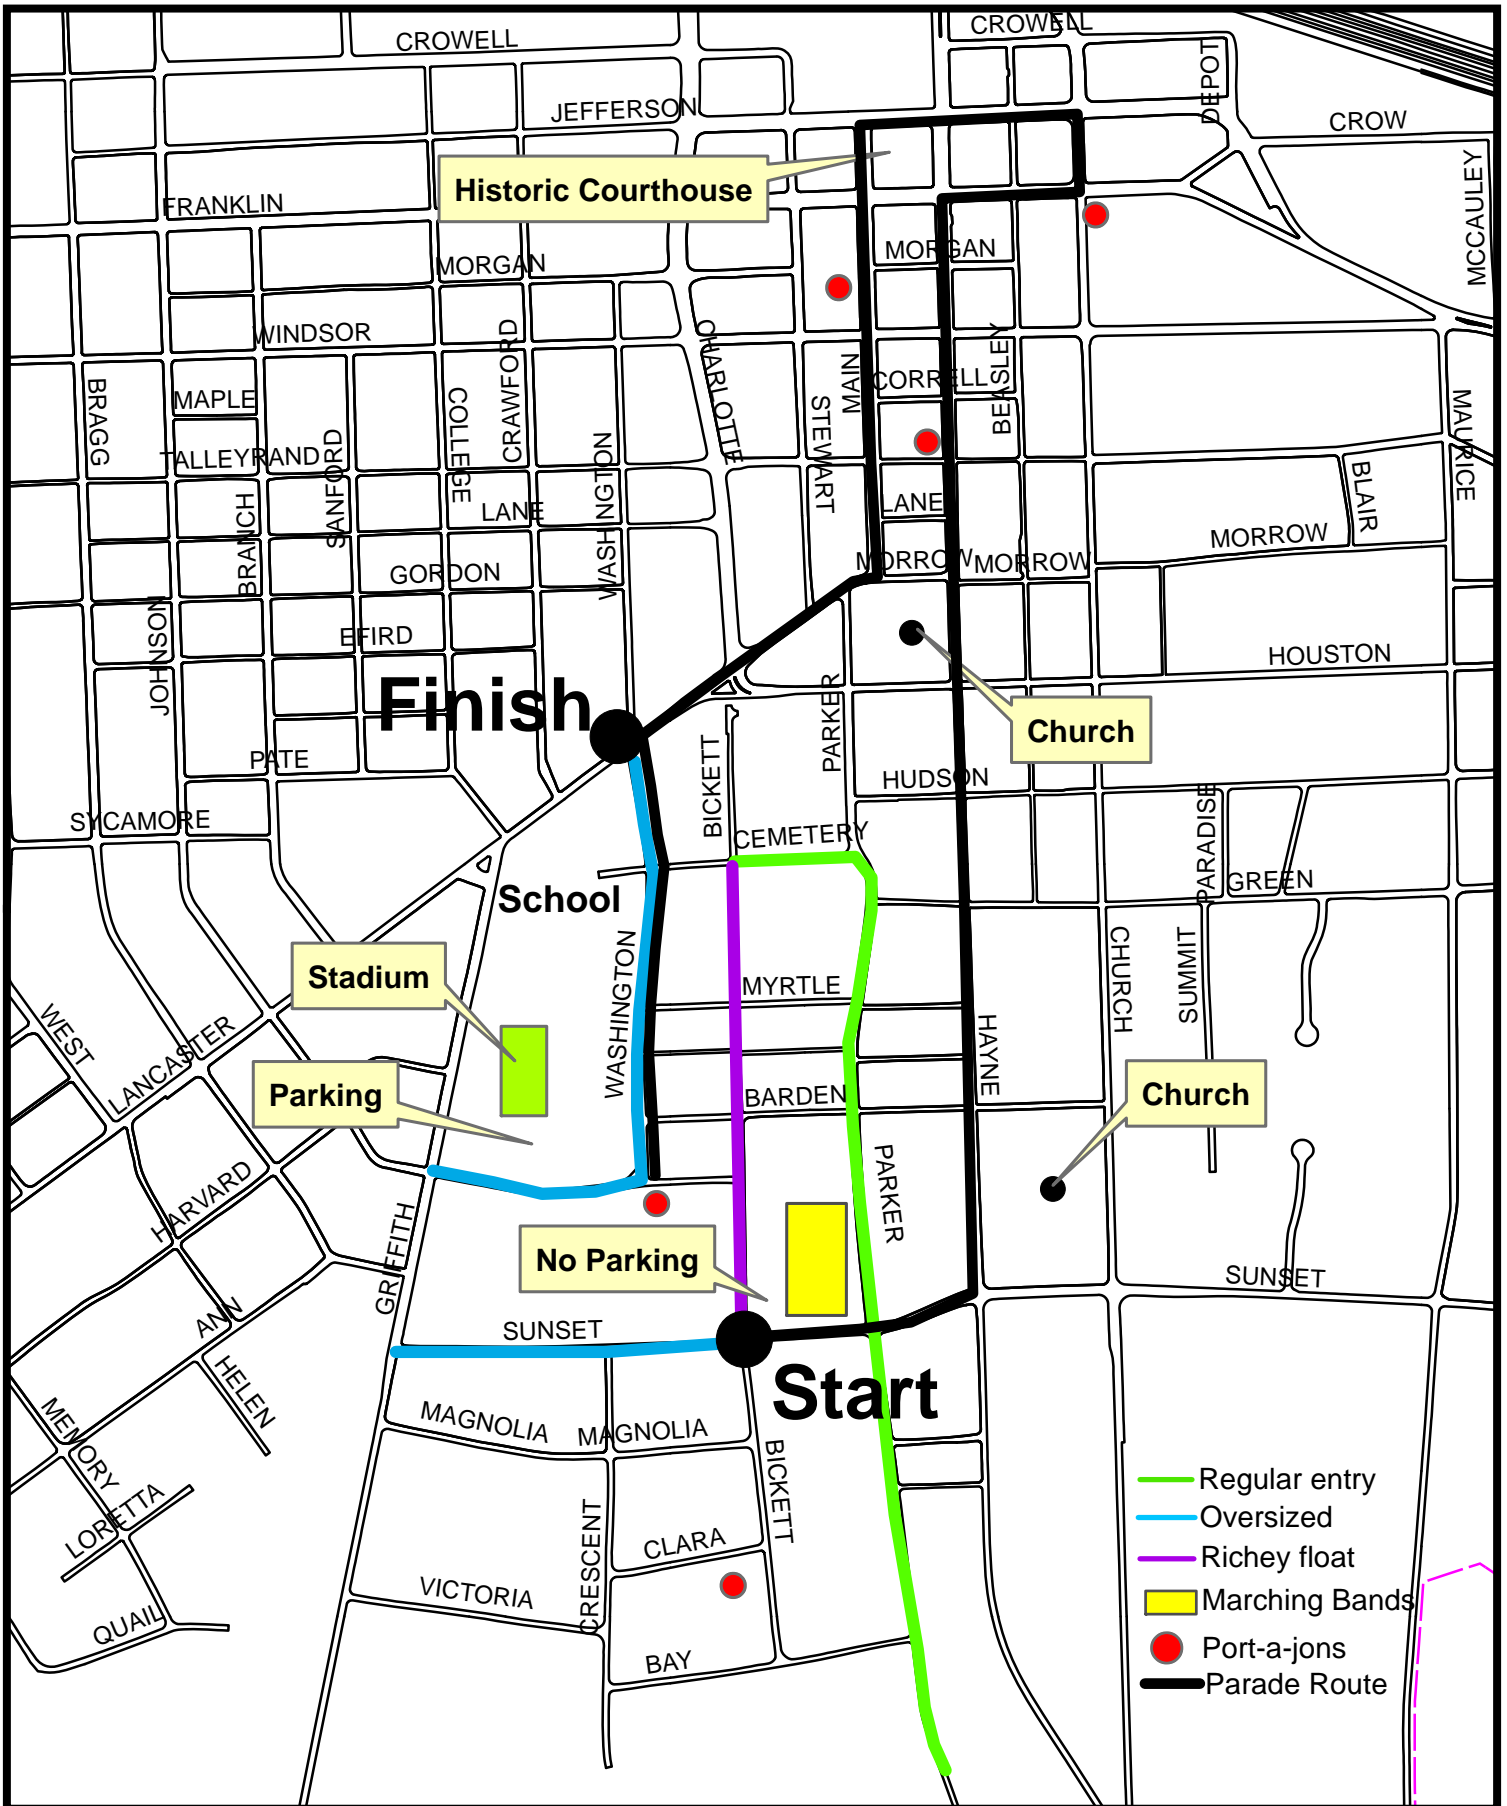 CROWELL
CROWELL
DEPOT
JEFFERSON
CROW
MCCAULEY
Historic Courthouse
FRANKLIN
MORGAN
MORGAN
WINDSOR
CRAWFORD
CHARLOTTE
MAIN
CORRELL
BEASLEY
BRAGG
MAPLE
COLLEGE
STEWART
MAURICE
TALLEYRAND
SANFORD
WASHINGTON
BRANCH
LANE
LANE
BLAIR
MORROW
MORROW
MORROW
GORDON
JOHNSON
EFIRD
HOUSTON
Finish
PARKER
Church
BICKETT
PATE
HUDSON
SYCAMORE
CEMETERY
PARADISE
GREEN
School
Stadium
WASHINGTON
MYRTLE
CHURCH
SUMMIT
HAYNE
WEST
LANCASTER
Parking
BARDEN
Church
HARVARD
PARKER
GRIFFITH
No Parking
SUNSET
ANN
SUNSET
Start
HELEN
MAGNOLIA
MAGNOLIA
MEMORY
BICKETT
LORETTA
CRESCENT
CLARA
VICTORIA
QUAIL
BAY
Regular entry
Oversized
Richey float
Marching Bands
Port-a-jons
Parade Route